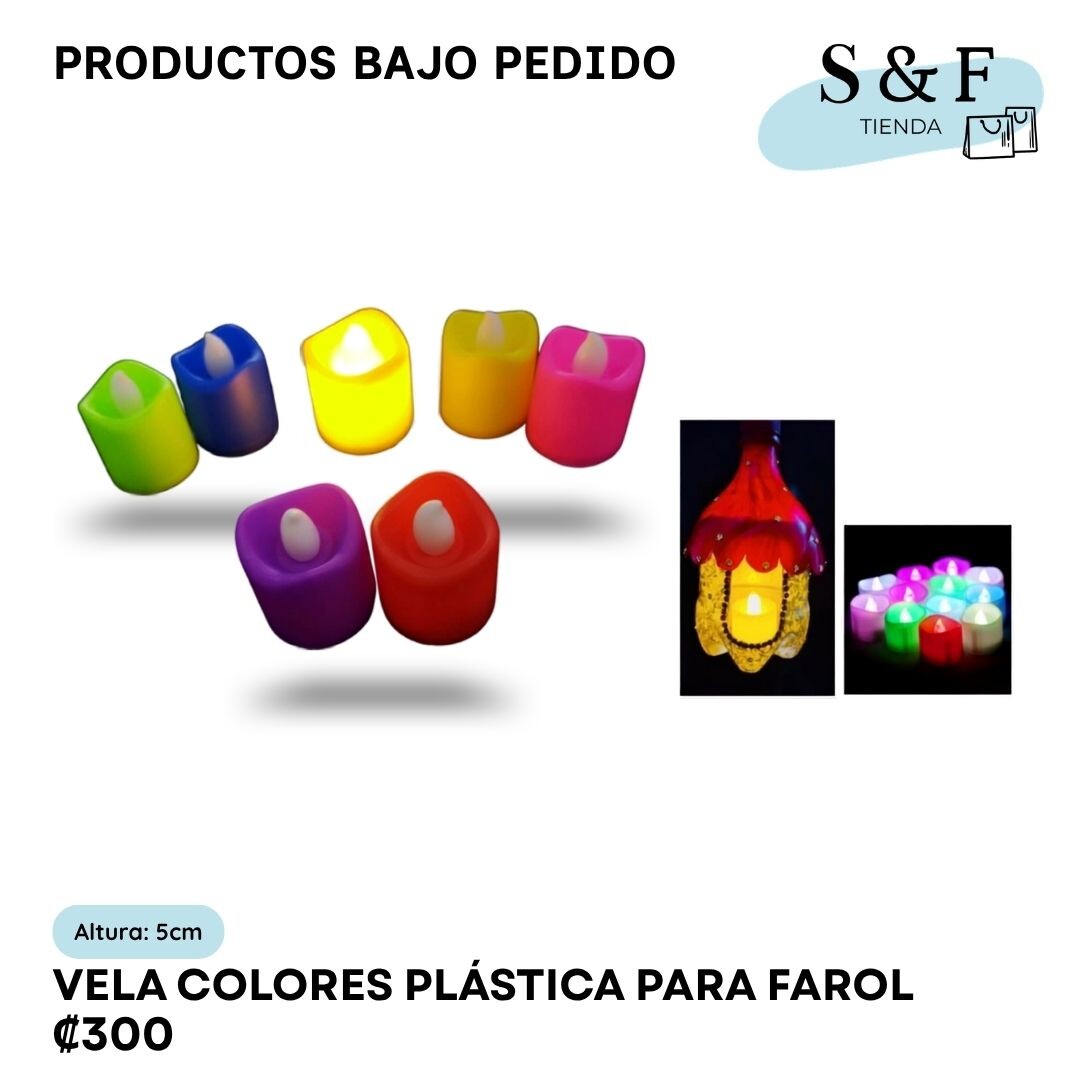 PRODUCTOS BAJO PEDIDO
S & F
TIENDA
Altura: 5cm
VELA COLORES PLÁSTICA PARA FAROL
₡300